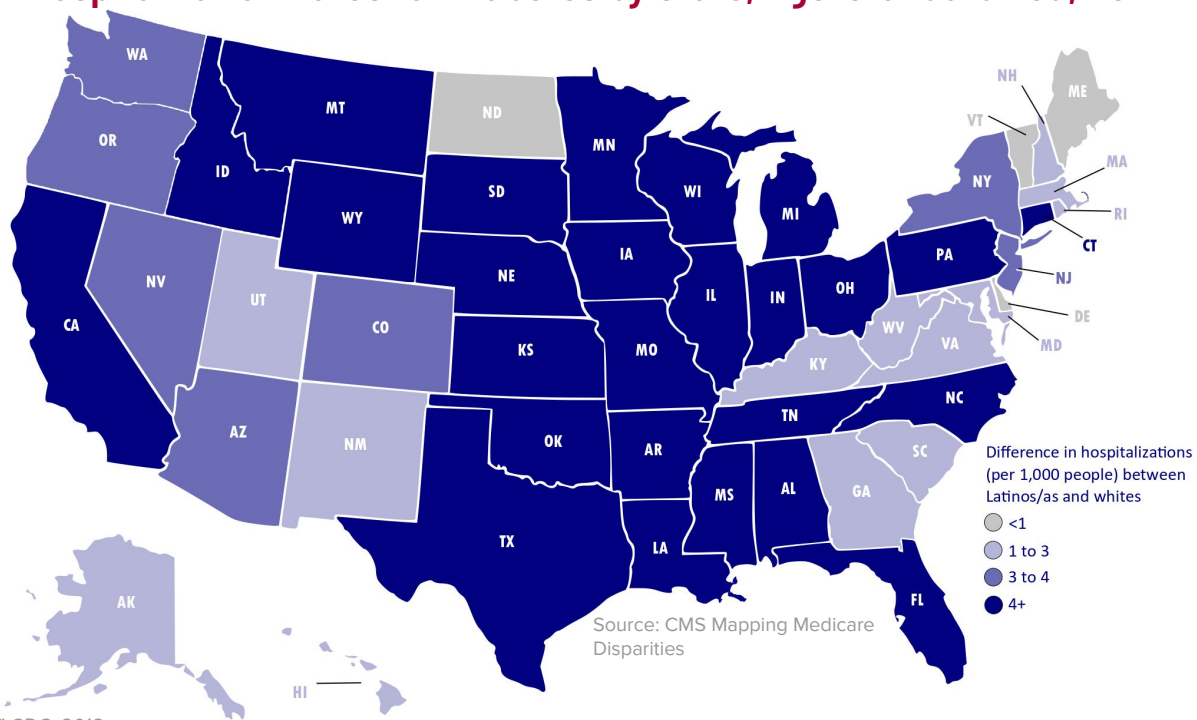 WA
OR
CA
NV
ID
MT
WY
UT
CO
AZ
NM
ND
SD
NE
KS
OK
TX
MN
IA
MO
AR
LA
WI
IL
MI
IN
OH
KY
TN
MS
AL
GA
FL
SC
NC
VA
WV
PA
NY
VT
NH
ME
MA
RI
CT
NJ
DE
MD
AK
HI
Difference in hospitalizations
(per 1,000 people) between
Latinos/as and whites
<1
1 to 3
3 to 4
4+
Source: CMS Mapping Medicare
Disparities